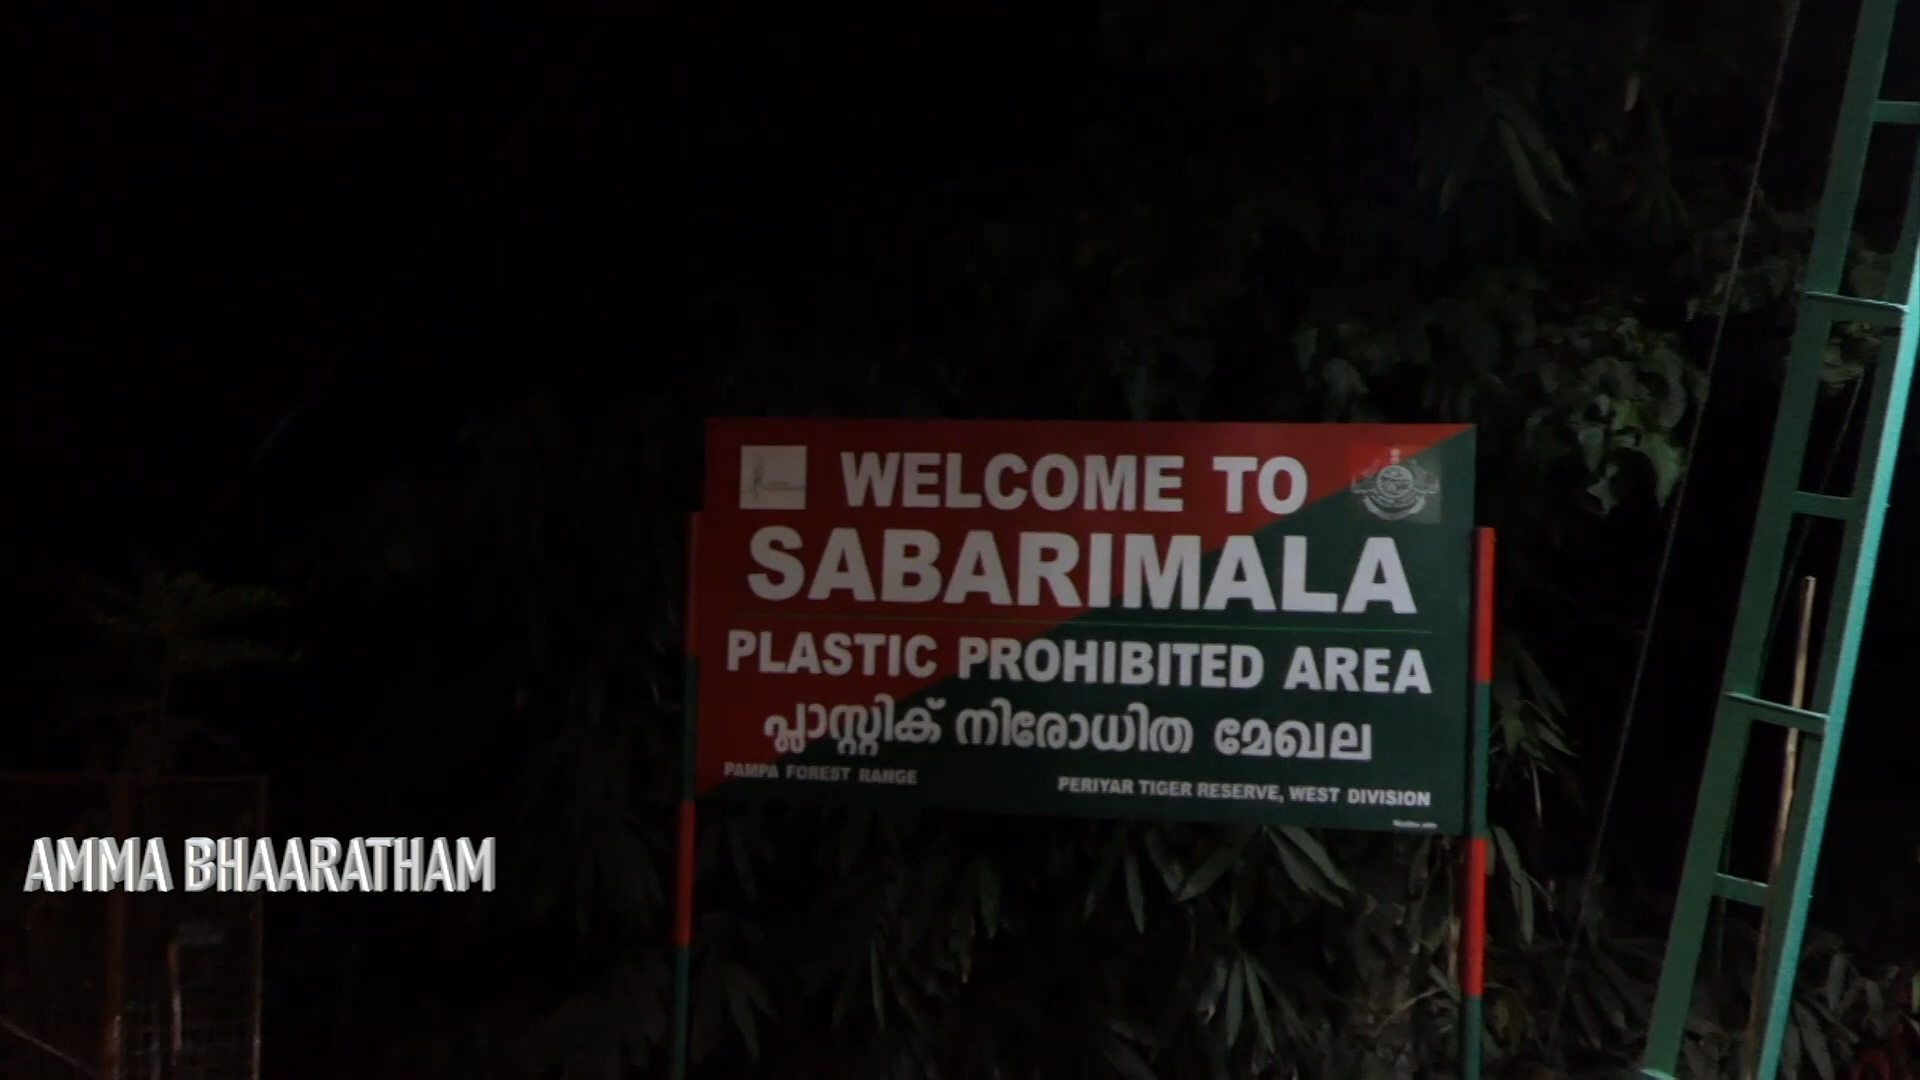 WELCOME TO
SABARIMALA
PLASTIC PROHIBITED AREA
പ്ലാസ്റ്റിക് നിരോധിത മേഖല
PAMPA FOREST RANGE
PERIYAR TIGER RESERVE, WEST DIVISION
AMMA BHAARATHAM